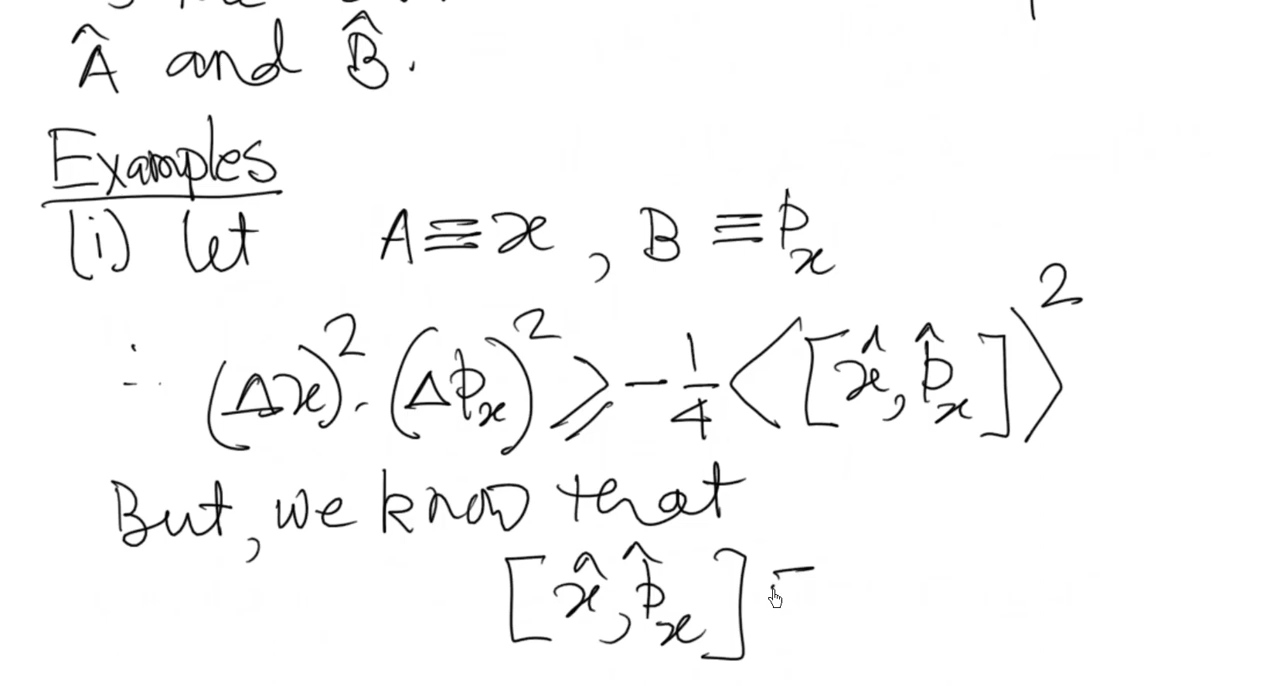 Â and B̂.
Examples
(i) let A ≡ x, B ≡ pₓ
∴ (Δx)². (Δpₓ)² ⩾ -1/4 ⟨[x̂, p̂ₓ]⟩²
But, we know that
[x̂, p̂ₓ]